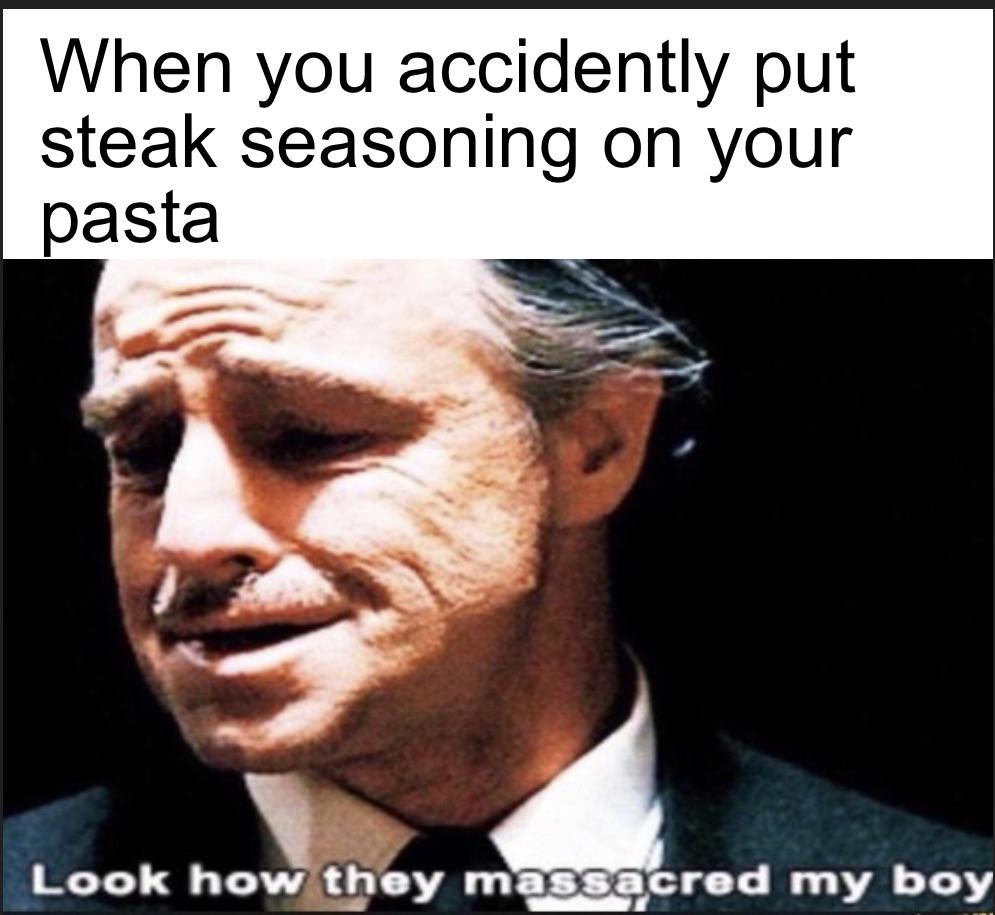 When you accidently put
steak seasoning on your
pasta
Look how they massacred my boy